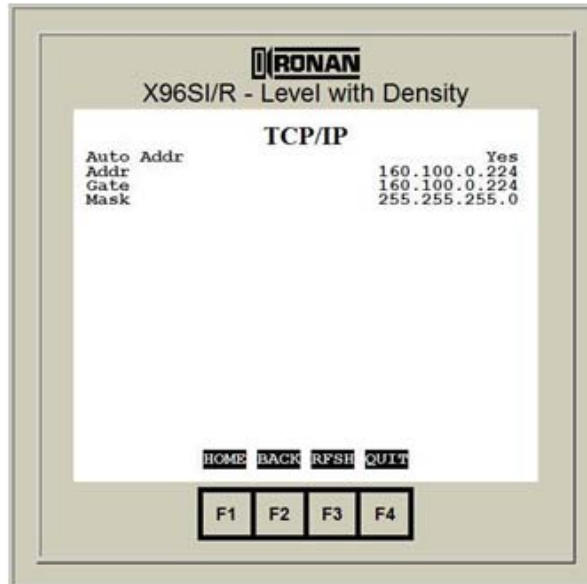 RONAN
X96SI/R - Level with Density
TCP/IP
Auto Addr Yes
Addr 160.100.0.224
Gate 160.100.0.224
Mask 255.255.255.0
HOME BACK RFSH QUIT
F1 F2 F3 F4